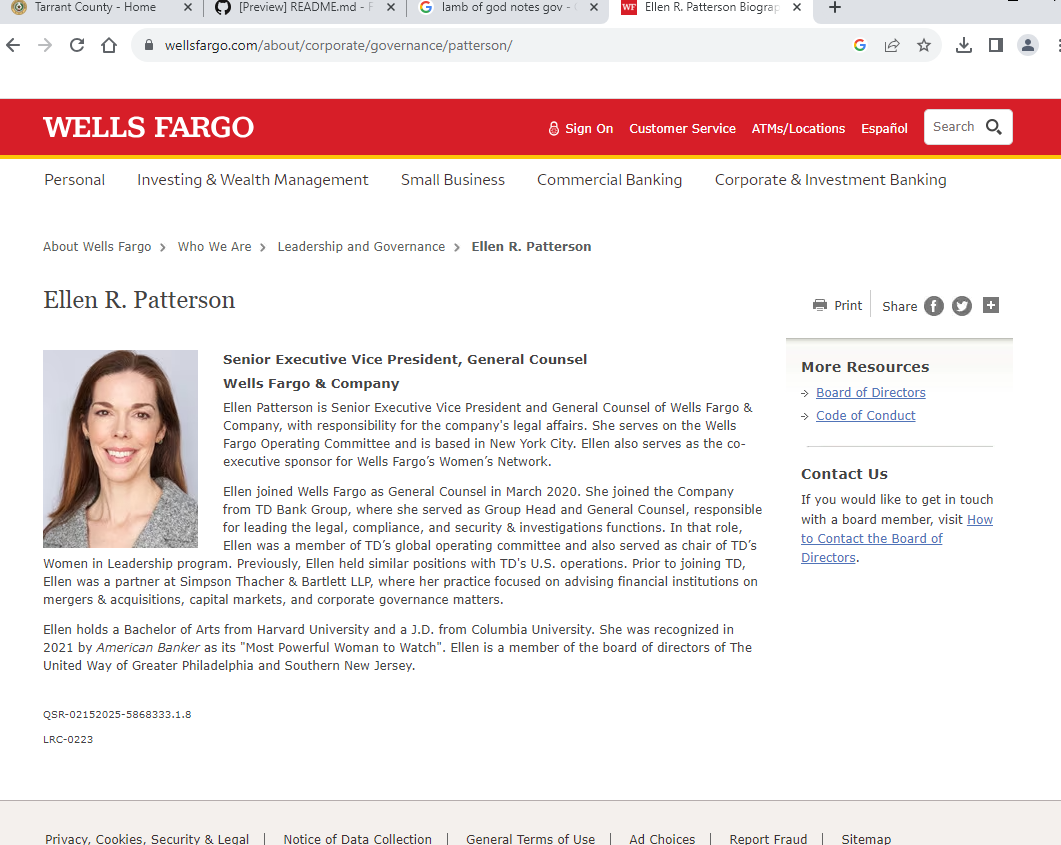 Tarrant County - Home
[Preview] README.md -
lamb of god notes gov -
WF Ellen R. Patterson Biograp
wellsfargo.com/about/corporate/governance/patterson/
WELLS FARGO
Sign On Customer Service ATMs/Locations Español Search
Personal Investing & Wealth Management Small Business Commercial Banking Corporate & Investment Banking
About Wells Fargo Who We Are Leadership and Governance Ellen R. Patterson
Ellen R. Patterson
Print Share
Senior Executive Vice President, General Counsel
Wells Fargo & Company
Ellen Patterson is Senior Executive Vice President and General Counsel of Wells Fargo &
Company, with responsibility for the company's legal affairs. She serves on the Wells
Fargo Operating Committee and is based in New York City. Ellen also serves as the co-
executive sponsor for Wells Fargo’s Women’s Network.
Ellen joined Wells Fargo as General Counsel in March 2020. She joined the Company
from TD Bank Group, where she served as Group Head and General Counsel, responsible
for leading the legal, compliance, and security & investigations functions. In that role,
Ellen was a member of TD’s global operating committee and also served as chair of TD’s
Women in Leadership program. Previously, Ellen held similar positions with TD's U.S. operations. Prior to joining TD,
Ellen was a partner at Simpson Thacher & Bartlett LLP, where her practice focused on advising financial institutions on
mergers & acquisitions, capital markets, and corporate governance matters.
Ellen holds a Bachelor of Arts from Harvard University and a J.D. from Columbia University. She was recognized in
2021 by American Banker as its "Most Powerful Woman to Watch". Ellen is a member of the board of directors of The
United Way of Greater Philadelphia and Southern New Jersey.
QSR-02152025-5868333.1.8
LRC-0223
More Resources
Board of Directors
Code of Conduct
Contact Us
If you would like to get in touch
with a board member, visit How
to Contact the Board of
Directors.
Privacy, Cookies, Security & Legal Notice of Data Collection General Terms of Use Ad Choices Report Fraud Sitemap